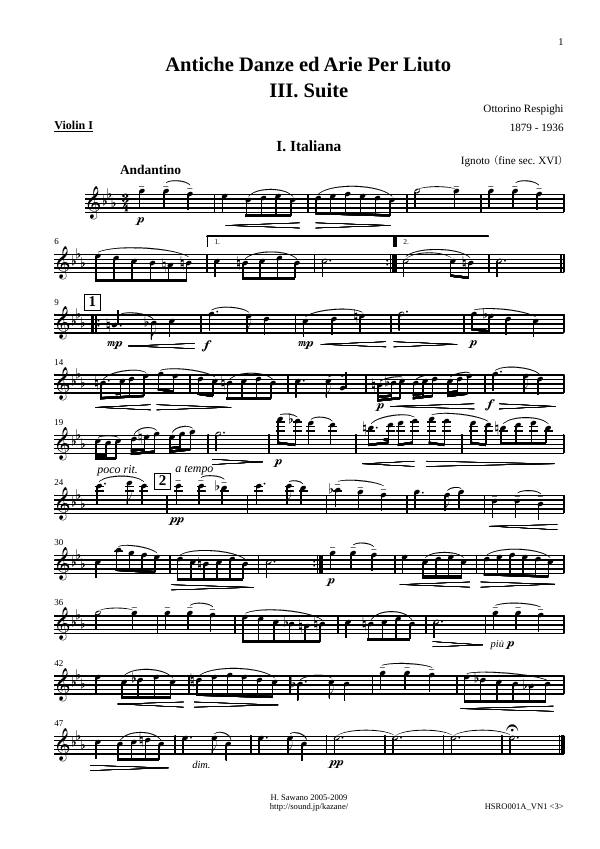 1
Antiche Danze ed Arie Per Liuto
III. Suite
Ottorino Respighi
Violin I
1879 - 1936
I. Italiana
Ignoto (fine sec. XVI)
Andantino
p
6
1.
2.
9
1
mp
f
mp
p
14
p
f
19
p
poco rit.
a tempo
24
2
pp
30
p
36
più p
42
47
dim.
pp
H. Sawano 2005-2009
http://sound.jp/kazane/
HSRO001A_VN1 <3>